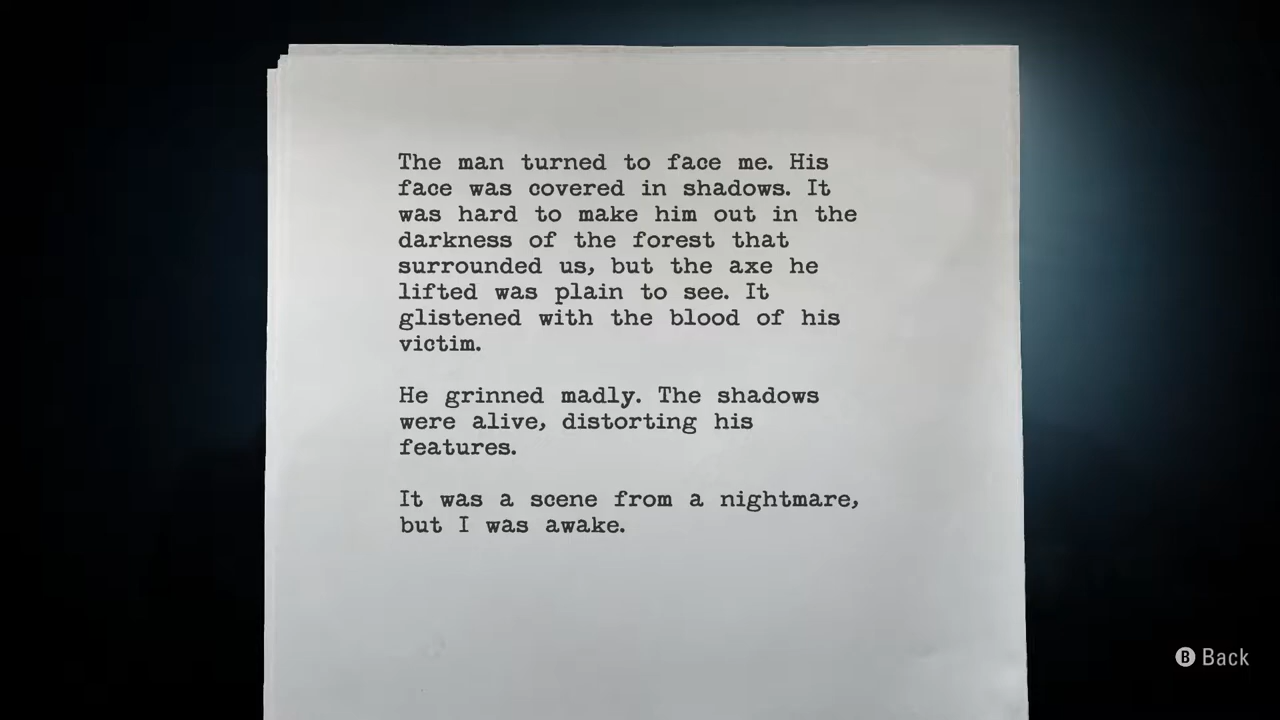 The man turned to face me. His
face was covered in shadows. It
was hard to make him out in the
darkness of the forest that
surrounded us, but the axe he
lifted was plain to see. It
glistened with the blood of his
victim.
He grinned madly. The shadows
were alive, distorting his
features.
It was a scene from a nightmare,
but I was awake.
B Back